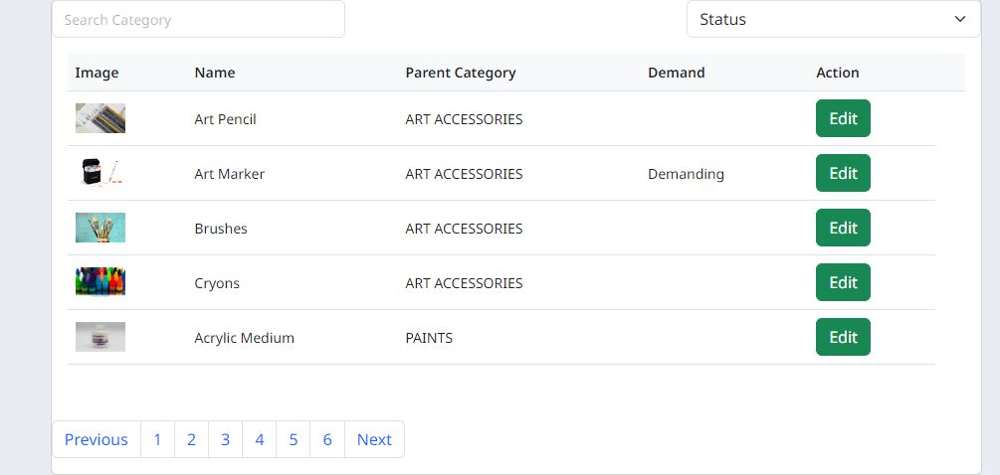 Search Category Status
Image Name Parent Category Demand Action
Art Pencil ART ACCESSORIES Edit
Art Marker ART ACCESSORIES Demanding Edit
Brushes ART ACCESSORIES Edit
Cryons ART ACCESSORIES Edit
Acrylic Medium PAINTS Edit
Previous 1 2 3 4 5 6 Next